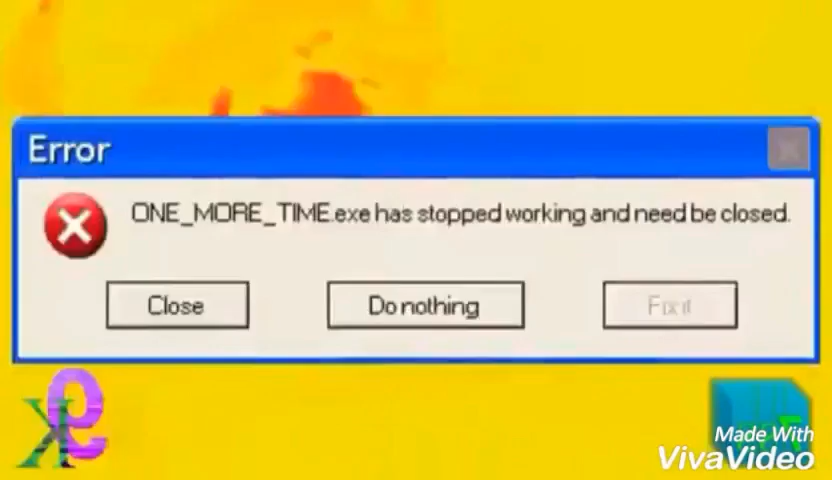 Error
ONE_MORE_TIME.exe has stopped working and need be closed.
Close
Do nothing
Fix it
Made With
VivaVideo